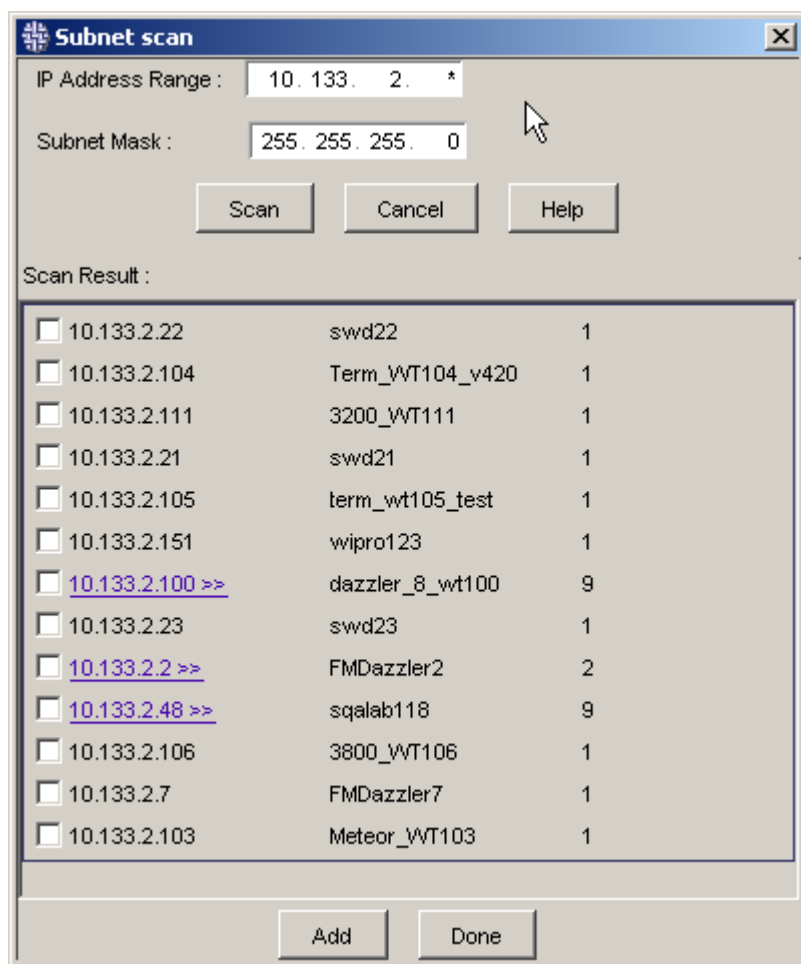 Subnet scan
IP Address Range : 10. 133. 2. *
Subnet Mask : 255. 255. 255. 0
Scan Cancel Help
Scan Result :
10.133.2.22 swd22 1
10.133.2.104 Term_WT104_v420 1
10.133.2.111 3200_WT111 1
10.133.2.21 swd21 1
10.133.2.105 term_wt105_test 1
10.133.2.151 wipro123 1
10.133.2.100 >> dazzler_8_wt100 9
10.133.2.23 swd23 1
10.133.2.2 >> FMDazzler2 2
10.133.2.48 >> sqalab118 9
10.133.2.106 3800_WT106 1
10.133.2.7 FMDazzler7 1
10.133.2.103 Meteor_WT103 1
Add Done